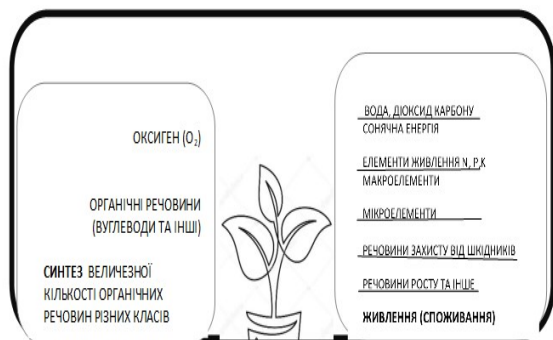 ОКСИГЕН (O₂)
ОРГАНІЧНІ РЕЧОВИНИ
(ВУГЛЕВОДИ ТА ІНШІ)
СИНТЕЗ ВЕЛИЧЕЗНОЇ
КІЛЬКОСТІ ОРГАНІЧНИХ
РЕЧОВИН РІЗНИХ КЛАСІВ
ВОДА, ДІОКСИД КАРБОНУ
СОНЯЧНА ЕНЕРГІЯ
ЕЛЕМЕНТИ ЖИВЛЕННЯ N, P,K
МАКРОЕЛЕМЕНТИ
МІКРОЕЛЕМЕНТИ
РЕЧОВИНИ ЗАХИСТУ ВІД ШКІДНИКІВ
РЕЧОВИНИ РОСТУ ТА ІНШЕ
ЖИВЛЕННЯ (СПОЖИВАННЯ)